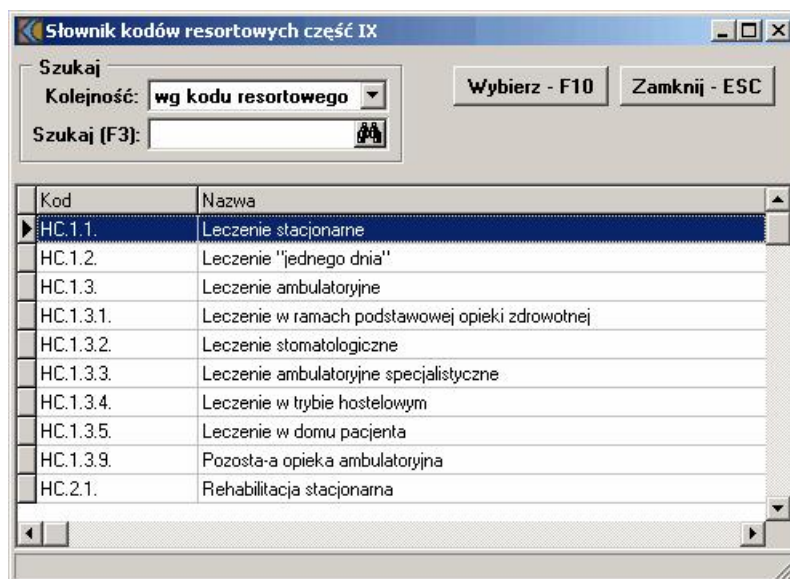 Słownik kodów resortowych część IX
Szukaj
Kolejność: wg kodu resortowego
Wybierz - F10 Zamknij - ESC
Szukaj (F3):
Kod Nazwa
HC.1.1. Leczenie stacjonarne
HC.1.2. Leczenie "jednego dnia"
HC.1.3. Leczenie ambulatoryjne
HC.1.3.1. Leczenie w ramach podstawowej opieki zdrowotnej
HC.1.3.2. Leczenie stomatologiczne
HC.1.3.3. Leczenie ambulatoryjne specjalistyczne
HC.1.3.4. Leczenie w trybie hostelowym
HC.1.3.5. Leczenie w domu pacjenta
HC.1.3.9. Pozosta-a opieka ambulatoryjna
HC.2.1. Rehabilitacja stacjonarna